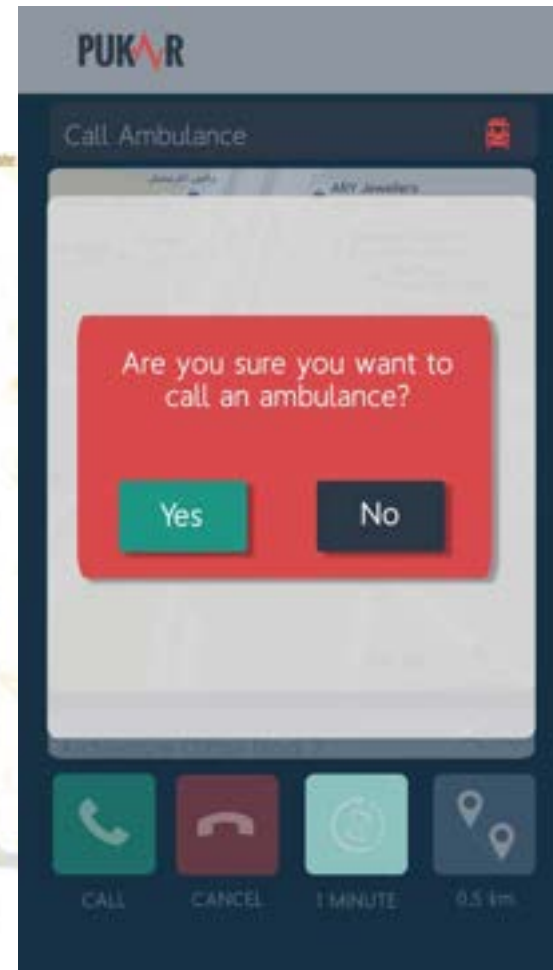 PUKAR
Call Ambulance
ARY Jewellers
Are you sure you want to
call an ambulance?
Yes
No
CALL
CANCEL
1 MINUTE
0.5 km